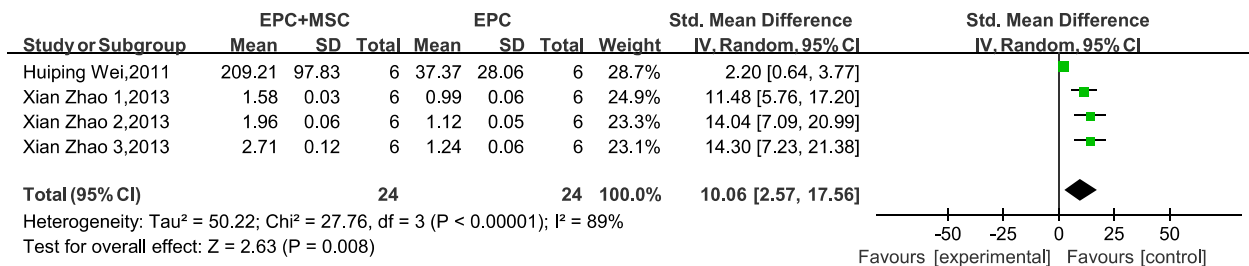 EPC+MSC EPC Std. Mean Difference Std. Mean Difference
Study or Subgroup Mean SD Total Mean SD Total Weight IV, Random, 95% CI IV, Random, 95% CI
Huiping Wei,2011 209.21 97.83 6 37.37 28.06 6 28.7% 2.20 [0.64, 3.77]
Xian Zhao 1,2013 1.58 0.03 6 0.99 0.06 6 24.9% 11.48 [5.76, 17.20]
Xian Zhao 2,2013 1.96 0.06 6 1.12 0.05 6 23.3% 14.04 [7.09, 20.99]
Xian Zhao 3,2013 2.71 0.12 6 1.24 0.06 6 23.1% 14.30 [7.23, 21.38]
Total (95% CI) 24 24 100.0% 10.06 [2.57, 17.56]
Heterogeneity: Tau² = 50.22; Chi² = 27.76, df = 3 (P < 0.00001); I² = 89%
Test for overall effect: Z = 2.63 (P = 0.008)
-50 -25 0 25 50
Favours [experimental] Favours [control]